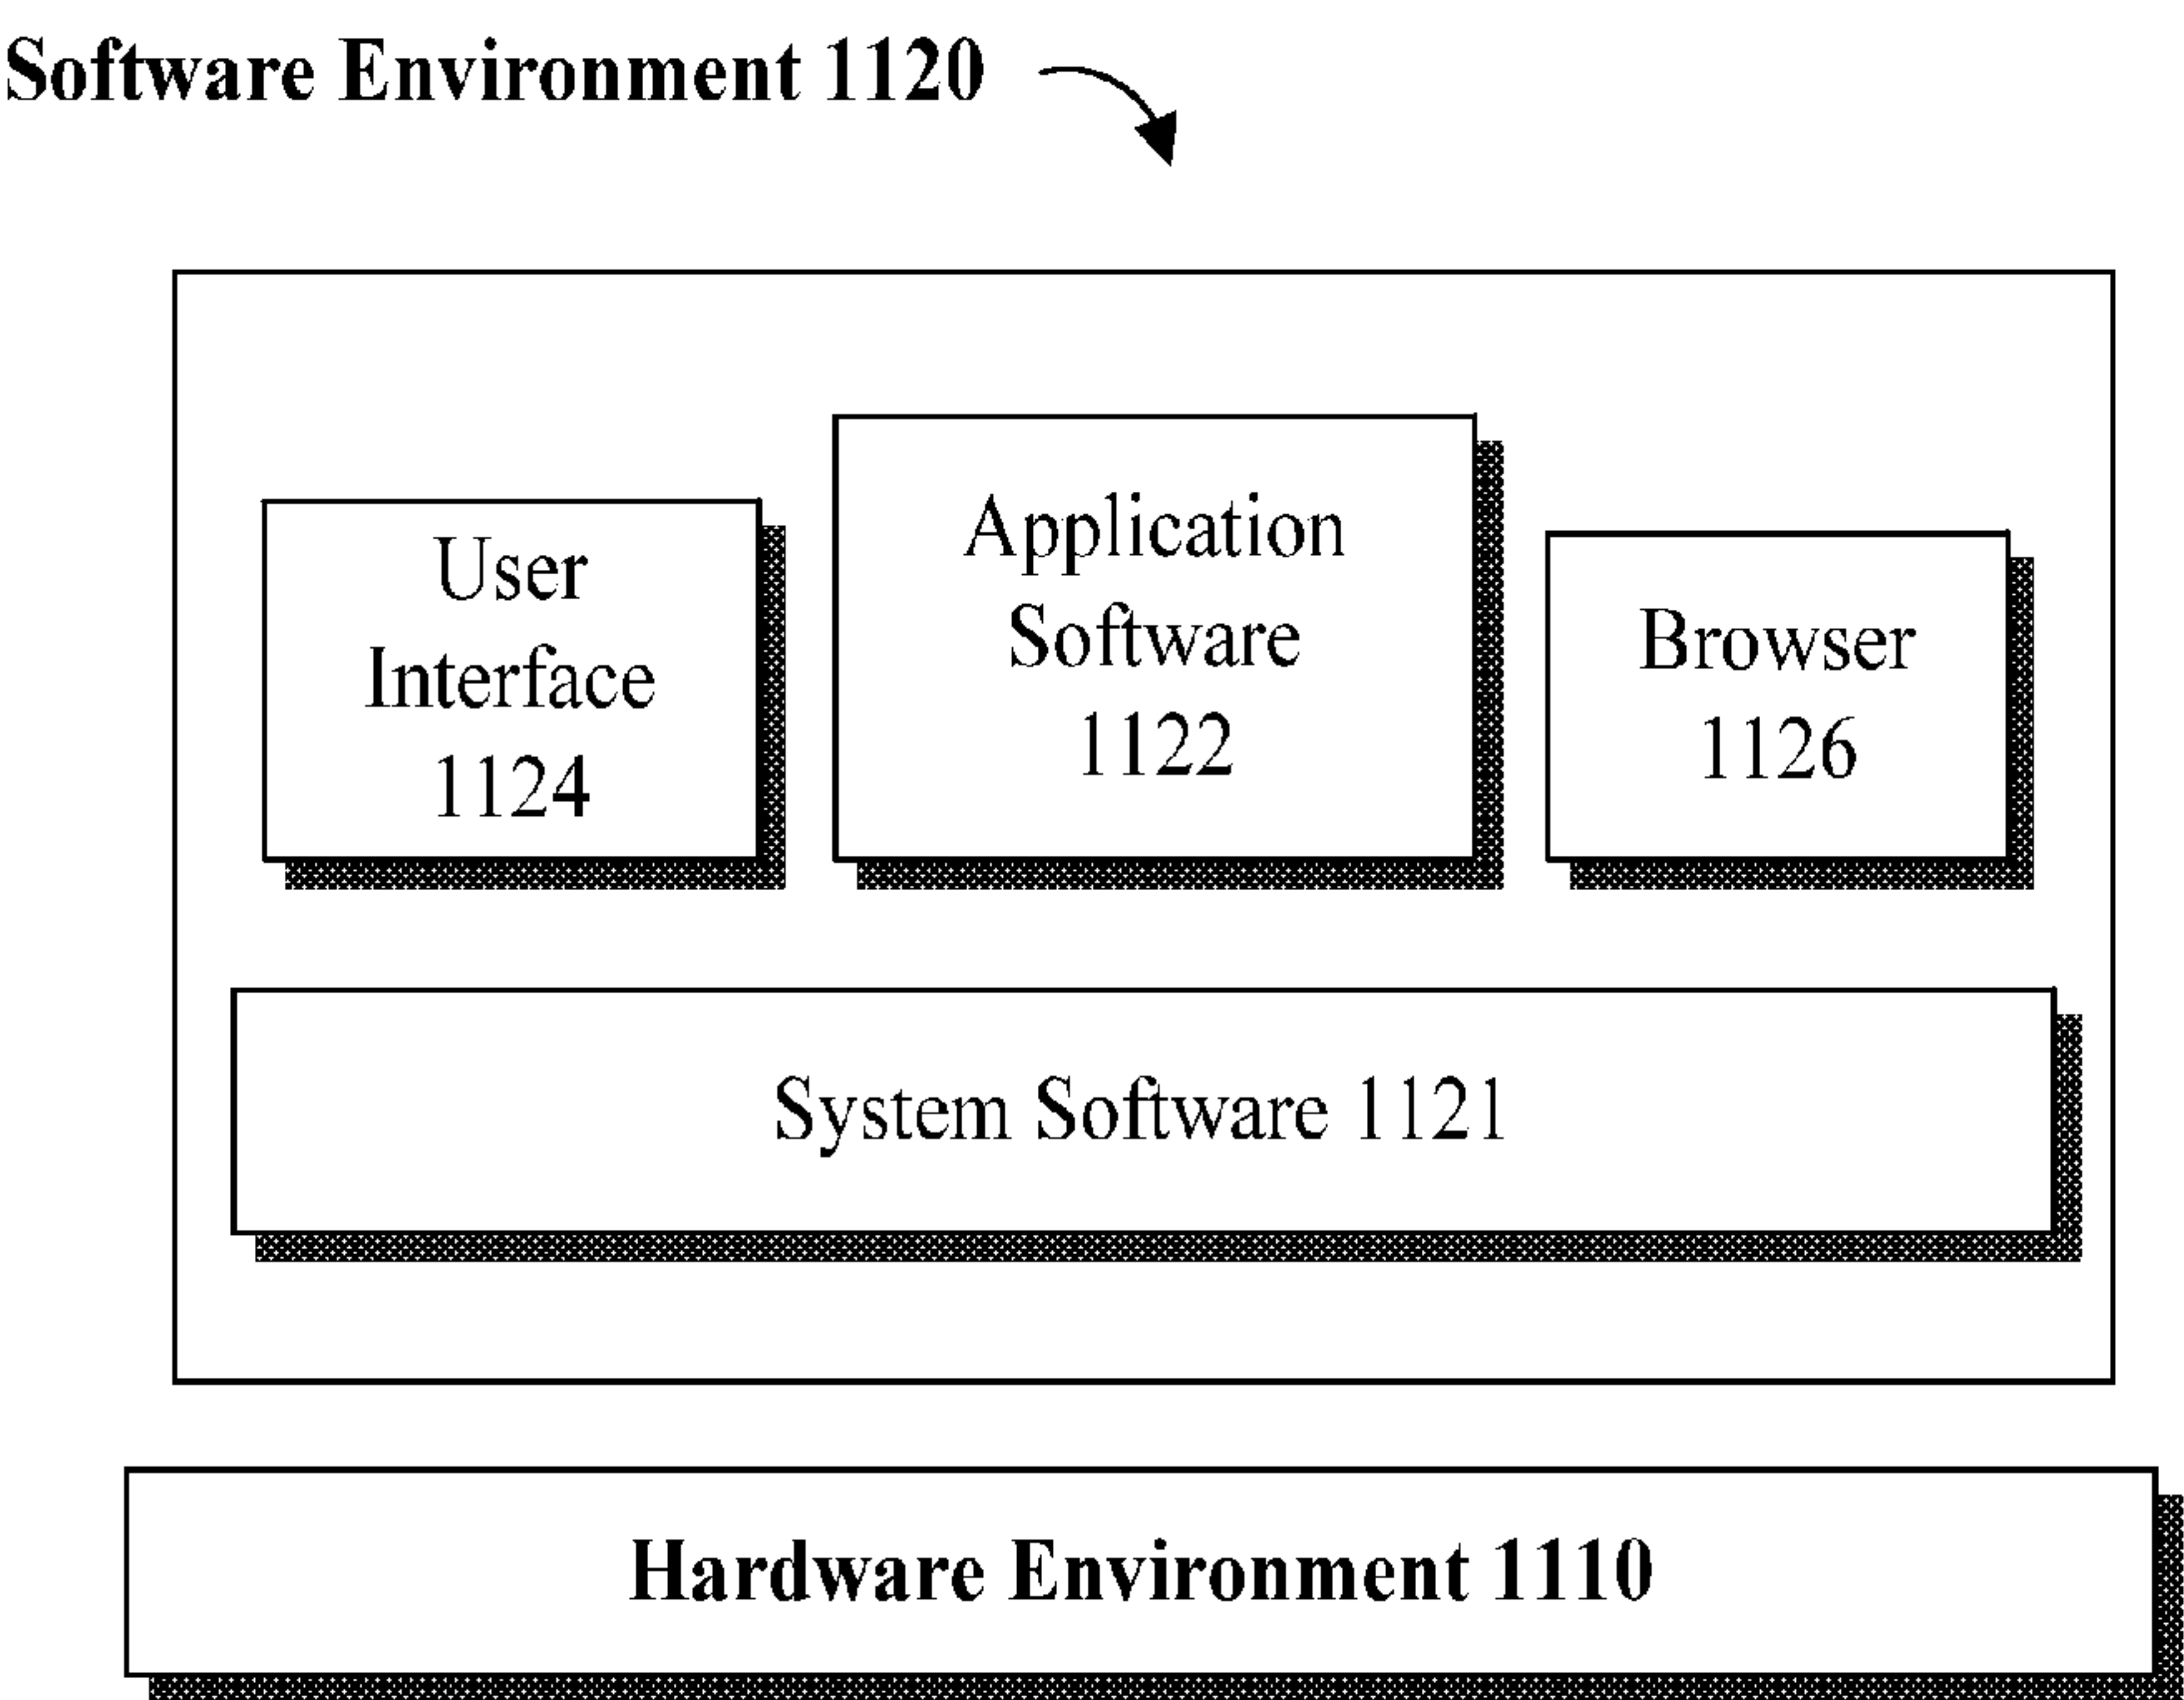 Software Environment 1120
User
Interface
1124
Application
Software
1122
Browser
1126
System Software 1121
Hardware Environment 1110